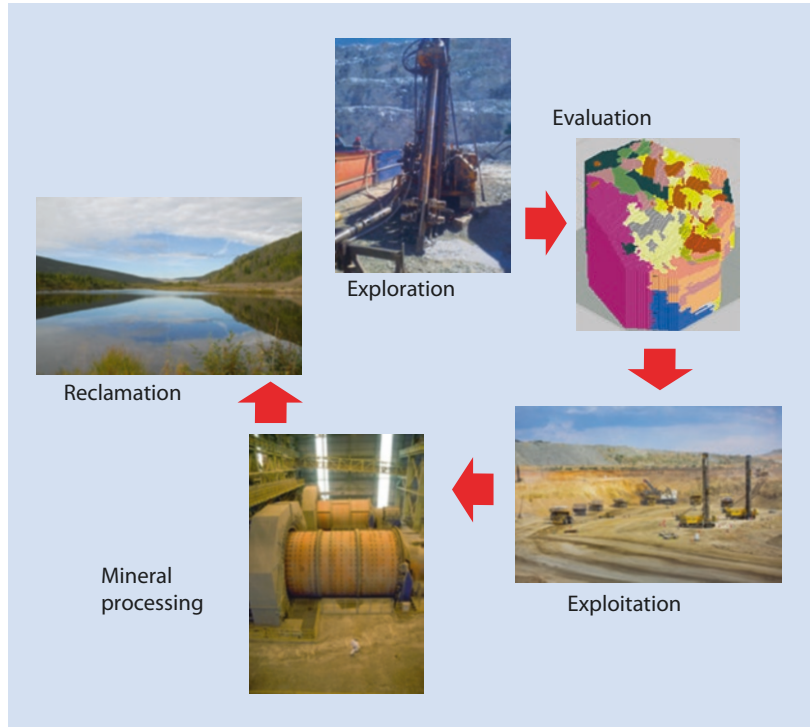 Exploration
Evaluation
Exploitation
Mineral
processing
Reclamation